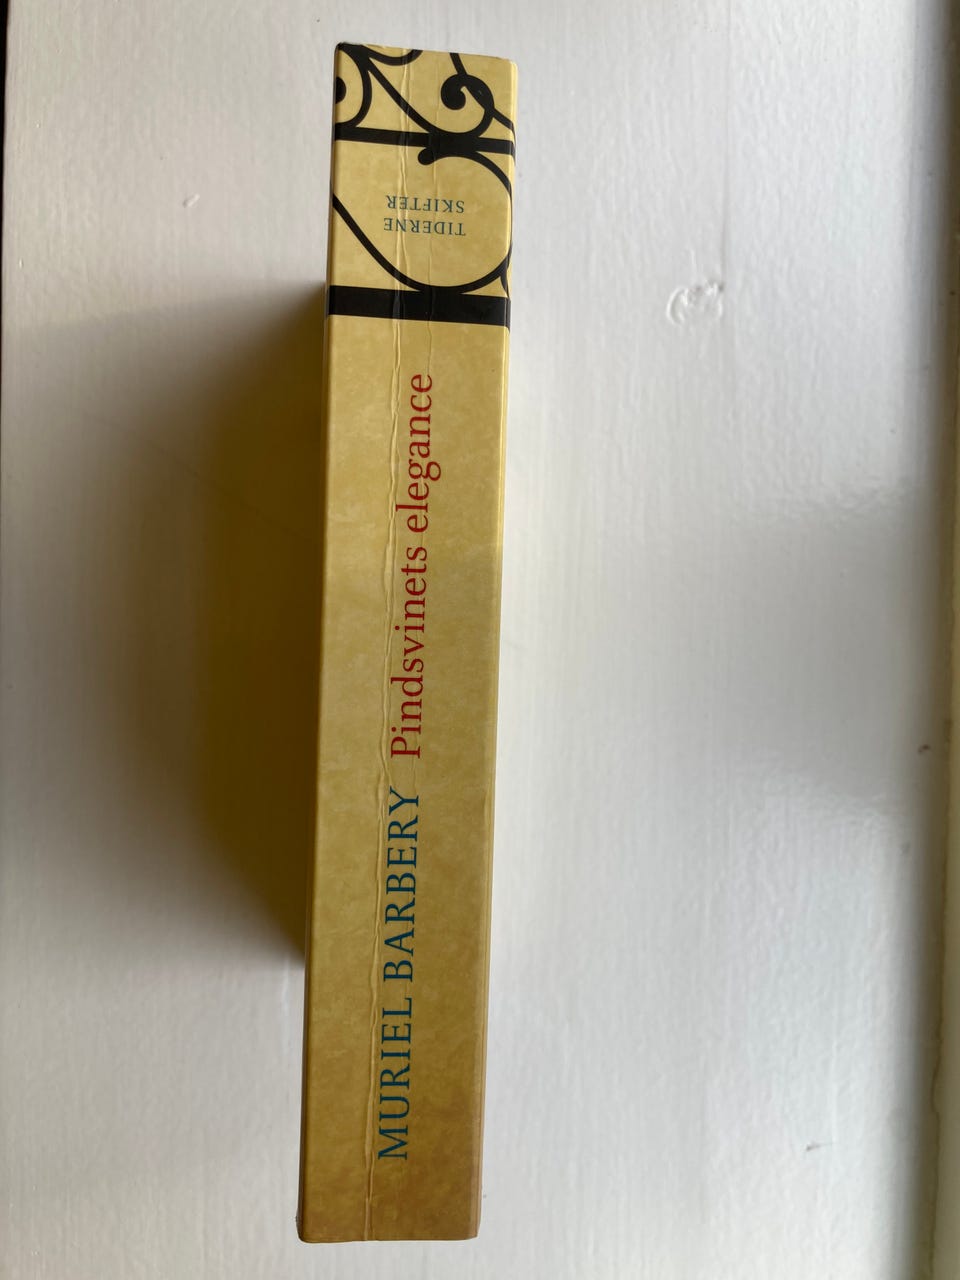 MURIEL BARBERY Pindsvinets elegance
TIDERNE
SKIFTER